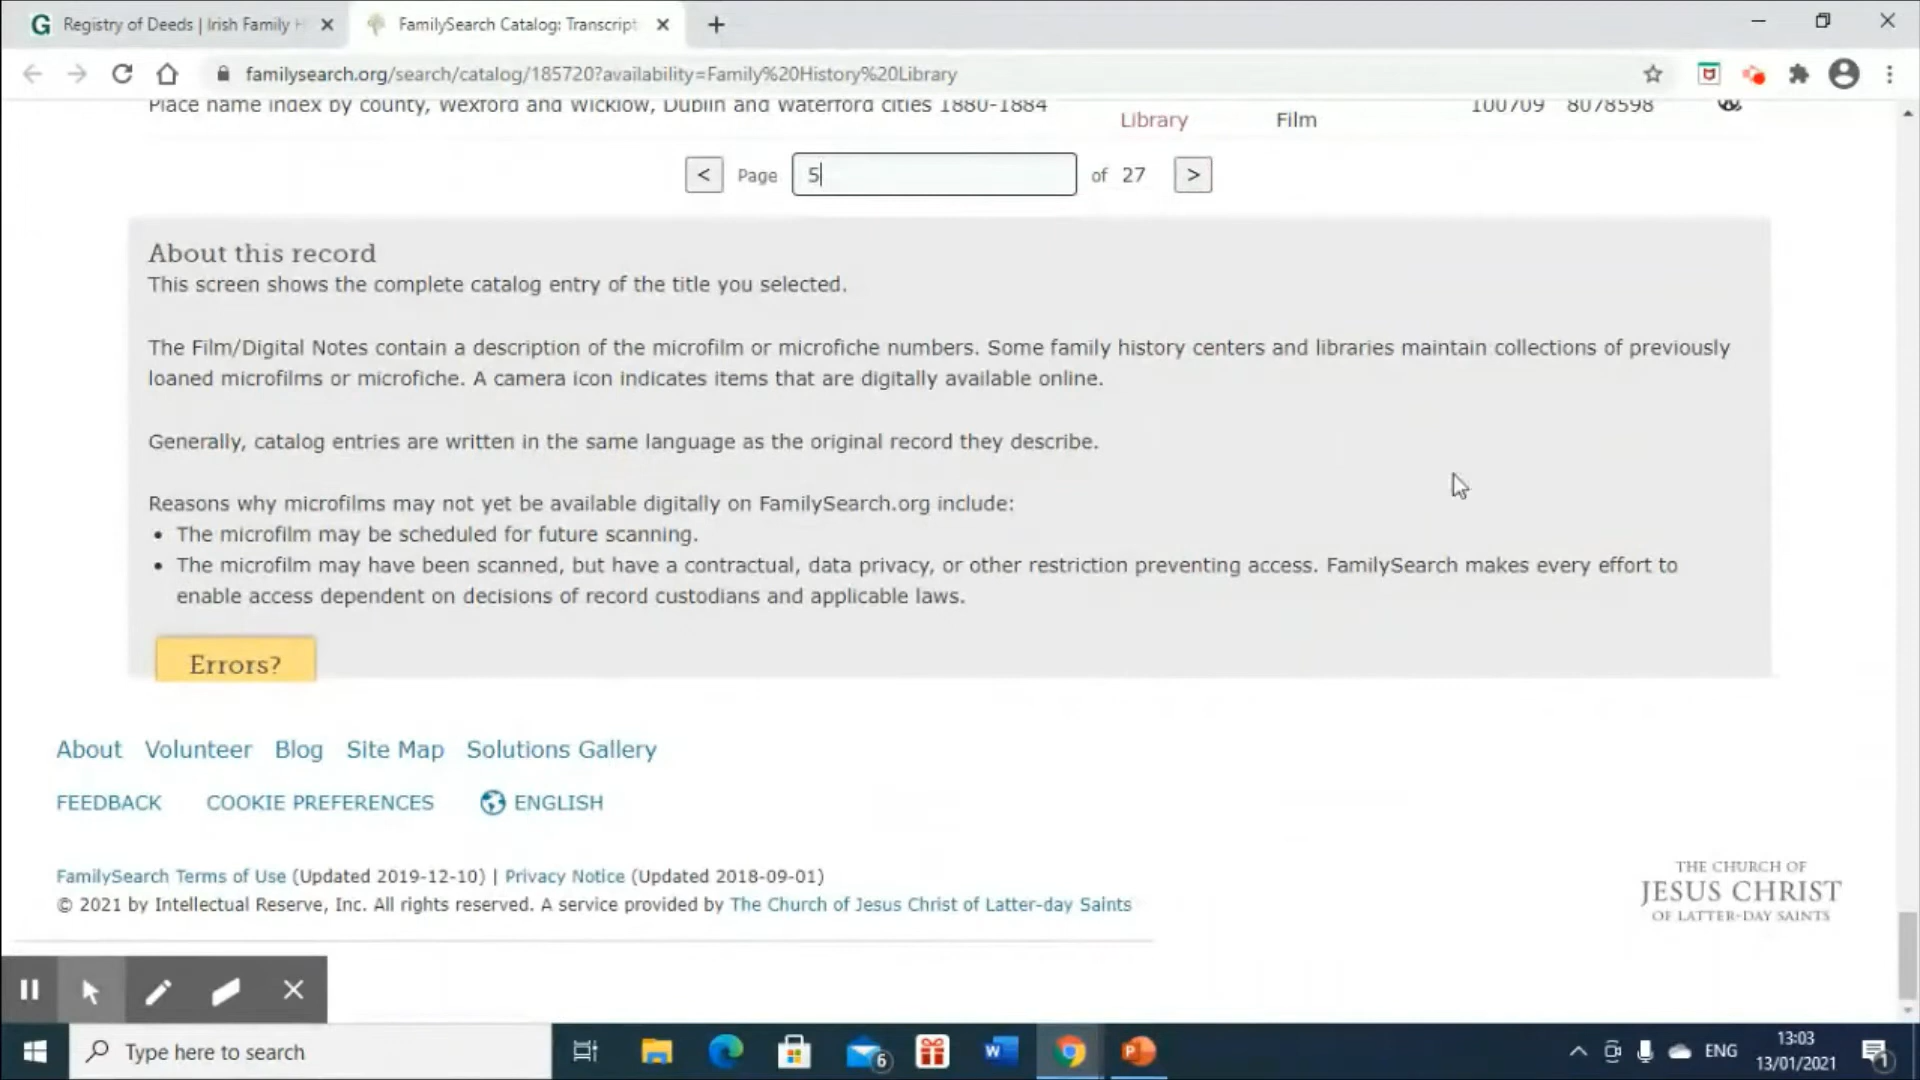 G Registry of Deeds | Irish Family H
FamilySearch Catalog: Transcript
familysearch.org/search/catalog/185720?availability=Family%20History%20Library
Place name index by county, Wexford and Wicklow, Dublin and Waterford cities 1880-1884
100709 8078598
Library Film
< Page 5 of 27 >
About this record
This screen shows the complete catalog entry of the title you selected.
The Film/Digital Notes contain a description of the microfilm or microfiche numbers. Some family history centers and libraries maintain collections of previously
loaned microfilms or microfiche. A camera icon indicates items that are digitally available online.
Generally, catalog entries are written in the same language as the original record they describe.
Reasons why microfilms may not yet be available digitally on FamilySearch.org include:
• The microfilm may be scheduled for future scanning.
• The microfilm may have been scanned, but have a contractual, data privacy, or other restriction preventing access. FamilySearch makes every effort to
enable access dependent on decisions of record custodians and applicable laws.
Errors?
About Volunteer Blog Site Map Solutions Gallery
FEEDBACK COOKIE PREFERENCES ENGLISH
FamilySearch Terms of Use (Updated 2019-12-10) | Privacy Notice (Updated 2018-09-01)
© 2021 by Intellectual Reserve, Inc. All rights reserved. A service provided by The Church of Jesus Christ of Latter-day Saints
THE CHURCH OF
JESUS CHRIST
OF LATTER-DAY SAINTS
Type here to search
6
W
P
ENG
13:03
13/01/2021
1